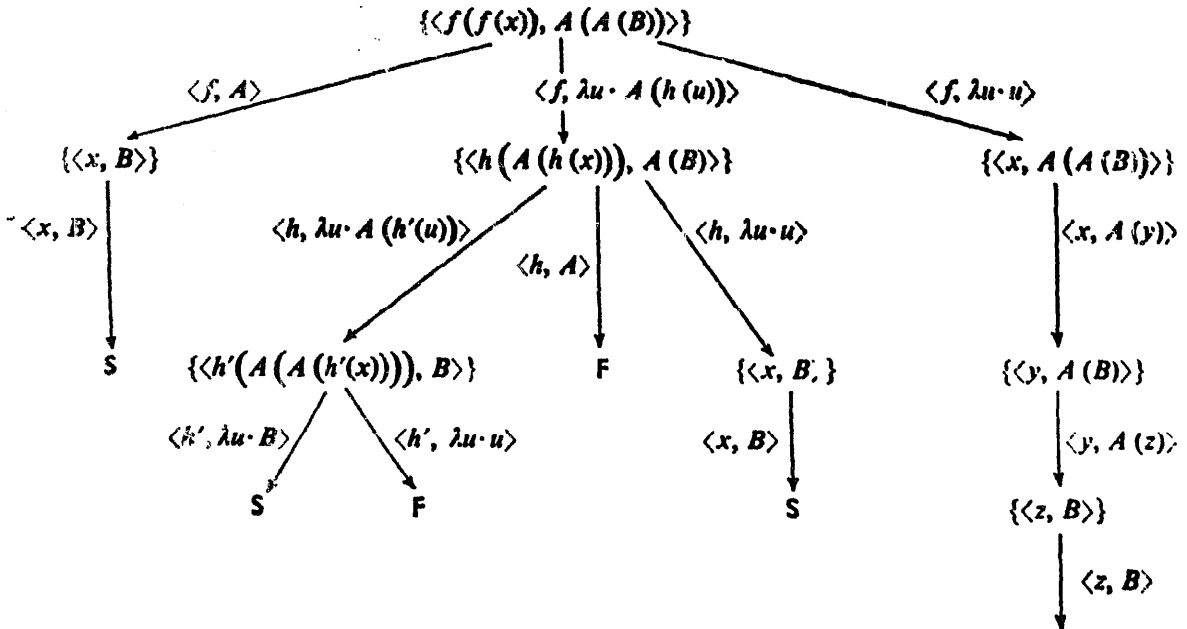 {⟨f(f(x)), A(A(B))⟩}
⟨f, A⟩ ⟨f, λu· A(h(u))⟩ ⟨f, λu·u⟩
{⟨x, B⟩} {⟨h(A(h(x))), A(B)⟩} {⟨x, A(A(B))⟩}
⟨x, B⟩ ⟨h, λu· A(h′(u))⟩ ⟨h, λu·u⟩ ⟨x, A(y)⟩
⟨h, A⟩
S {⟨h′(A(A(h′(x)))), B⟩} F {⟨x, B⟩} {⟨y, A(B)⟩}
⟨h′, λu· B⟩ ⟨h′, λu·u⟩ ⟨x, B⟩ ⟨y, A(z)⟩
S F S {⟨z, B⟩}
⟨z, B⟩